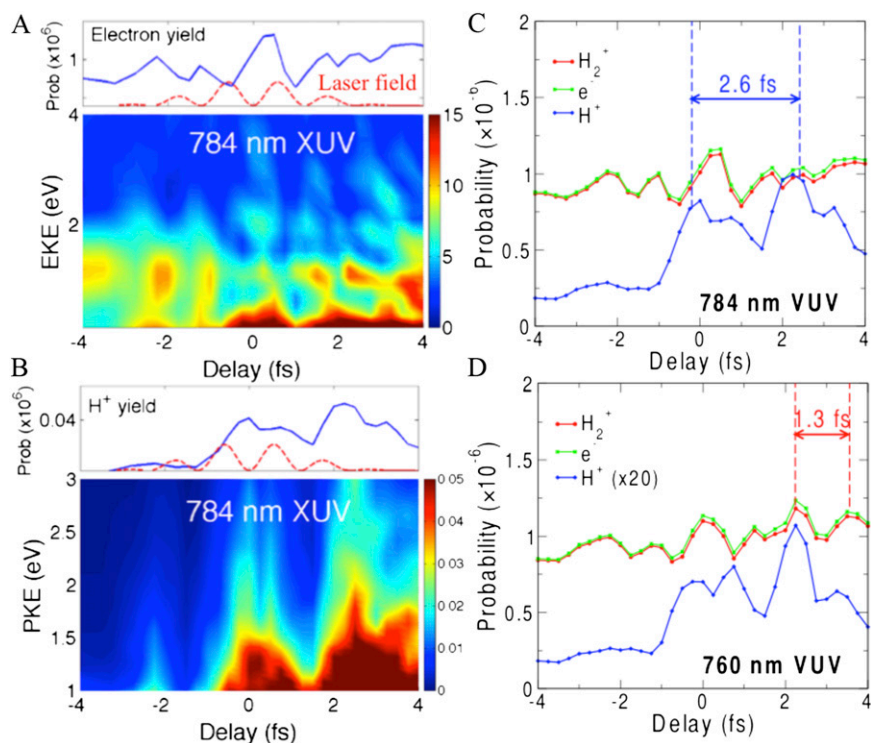 A
Electron yield
Prob (x10⁶)
1
Laser field
784 nm XUV
EKE (eV)
4
2
15
10
5
0
-4 -2 0 2 4
Delay (fs)
B
H⁺ yield
Prob (x10⁶)
0.04
784 nm XUV
PKE (eV)
3
2.5
2
1.5
1
0.05
0.04
0.03
0.02
0 01
0
-4 -2 0 2 4
Delay (fs)
C
H₂⁺
e⁻
H⁺
2.6 fs
Probability (×10⁻⁶)
2
1.5
1
0.5
0
784 nm VUV
-4 -2 0 2 4
Delay (fs)
D
H₂⁺
e⁻
H⁺ (x20)
1.3 fs
Probability (×10⁻⁶)
2
1.5
1
0.5
0
760 nm VUV
-4 -2 0 2 4
Delay (fs)